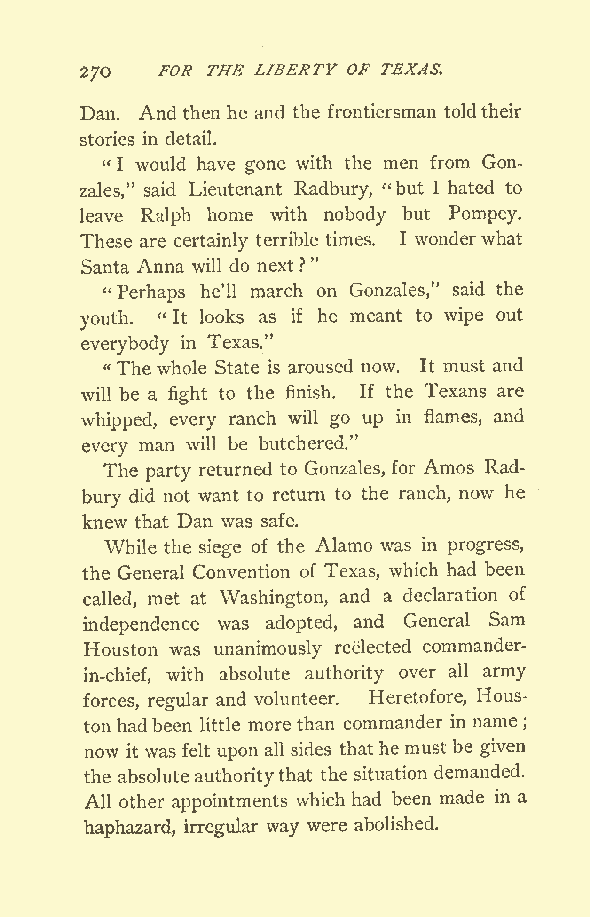 270 FOR THE LIBERTY OF TEXAS.
Dan. And then he and the frontiersman told their
stories in detail.
"I would have gone with the men from Gon-
zales," said Lieutenant Radbury, "but I hated to
leave Ralph home with nobody but Pompey.
These are certainly terrible times. I wonder what
Santa Anna will do next?"
"Perhaps he'll march on Gonzales," said the
youth. "It looks as if he meant to wipe out
everybody in Texas."
"The whole State is aroused now. It must and
will be a fight to the finish. If the Texans are
whipped, every ranch will go up in flames, and
every man will be butchered."
The party returned to Gonzales, for Amos Rad-
bury did not want to return to the ranch, now he
knew that Dan was safe.
While the siege of the Alamo was in progress,
the General Convention of Texas, which had been
called, met at Washington, and a declaration of
independence was adopted, and General Sam
Houston was unanimously reëlected commander-
in-chief, with absolute authority over all army
forces, regular and volunteer. Heretofore, Hous-
ton had been little more than commander in name;
now it was felt upon all sides that he must be given
the absolute authority that the situation demanded.
All other appointments which had been made in a
haphazard, irregular way were abolished.